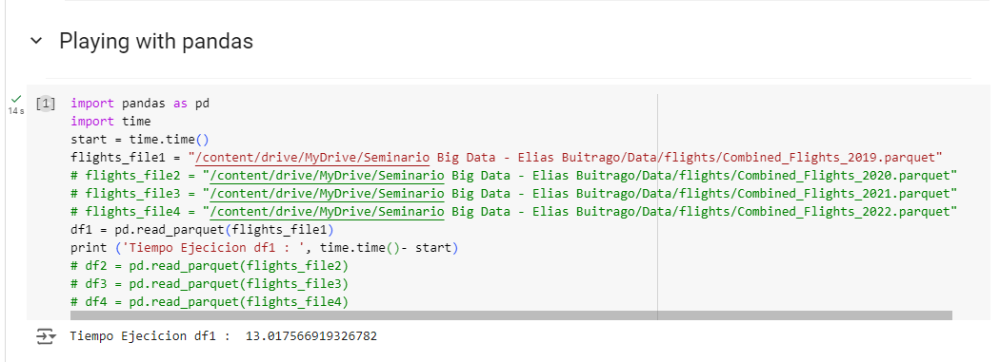 Playing with pandas
[1] import pandas as pd
14 s
import time
start = time.time()
flights_file1 = "/content/drive/MyDrive/Seminario Big Data - Elias Buitrago/Data/flights/Combined_Flights_2019.parquet"
# flights_file2 = "/content/drive/MyDrive/Seminario Big Data - Elias Buitrago/Data/flights/Combined_Flights_2020.parquet"
# flights_file3 = "/content/drive/MyDrive/Seminario Big Data - Elias Buitrago/Data/flights/Combined_Flights_2021.parquet"
# flights_file4 = "/content/drive/MyDrive/Seminario Big Data - Elias Buitrago/Data/flights/Combined_Flights_2022.parquet"
df1 = pd.read_parquet(flights_file1)
print ('Tiempo Ejecicion df1 : ', time.time()- start)
# df2 = pd.read_parquet(flights_file2)
# df3 = pd.read_parquet(flights_file3)
# df4 = pd.read_parquet(flights_file4)
Tiempo Ejecicion df1 :  13.017566919326782